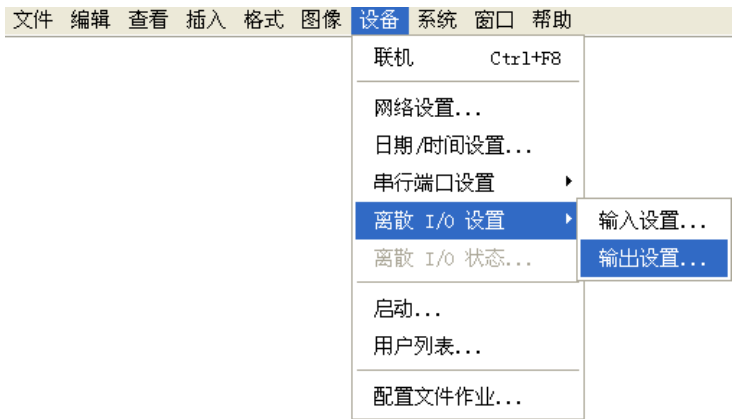 文件 编辑 查看 插入 格式 图像 设备 系统 窗口 帮助
联机 Ctrl+F8
网络设置...
日期/时间设置...
串行端口设置
离散 I/O 设置
输入设置...
离散 I/O 状态...
输出设置...
启动...
用户列表...
配置文件作业...